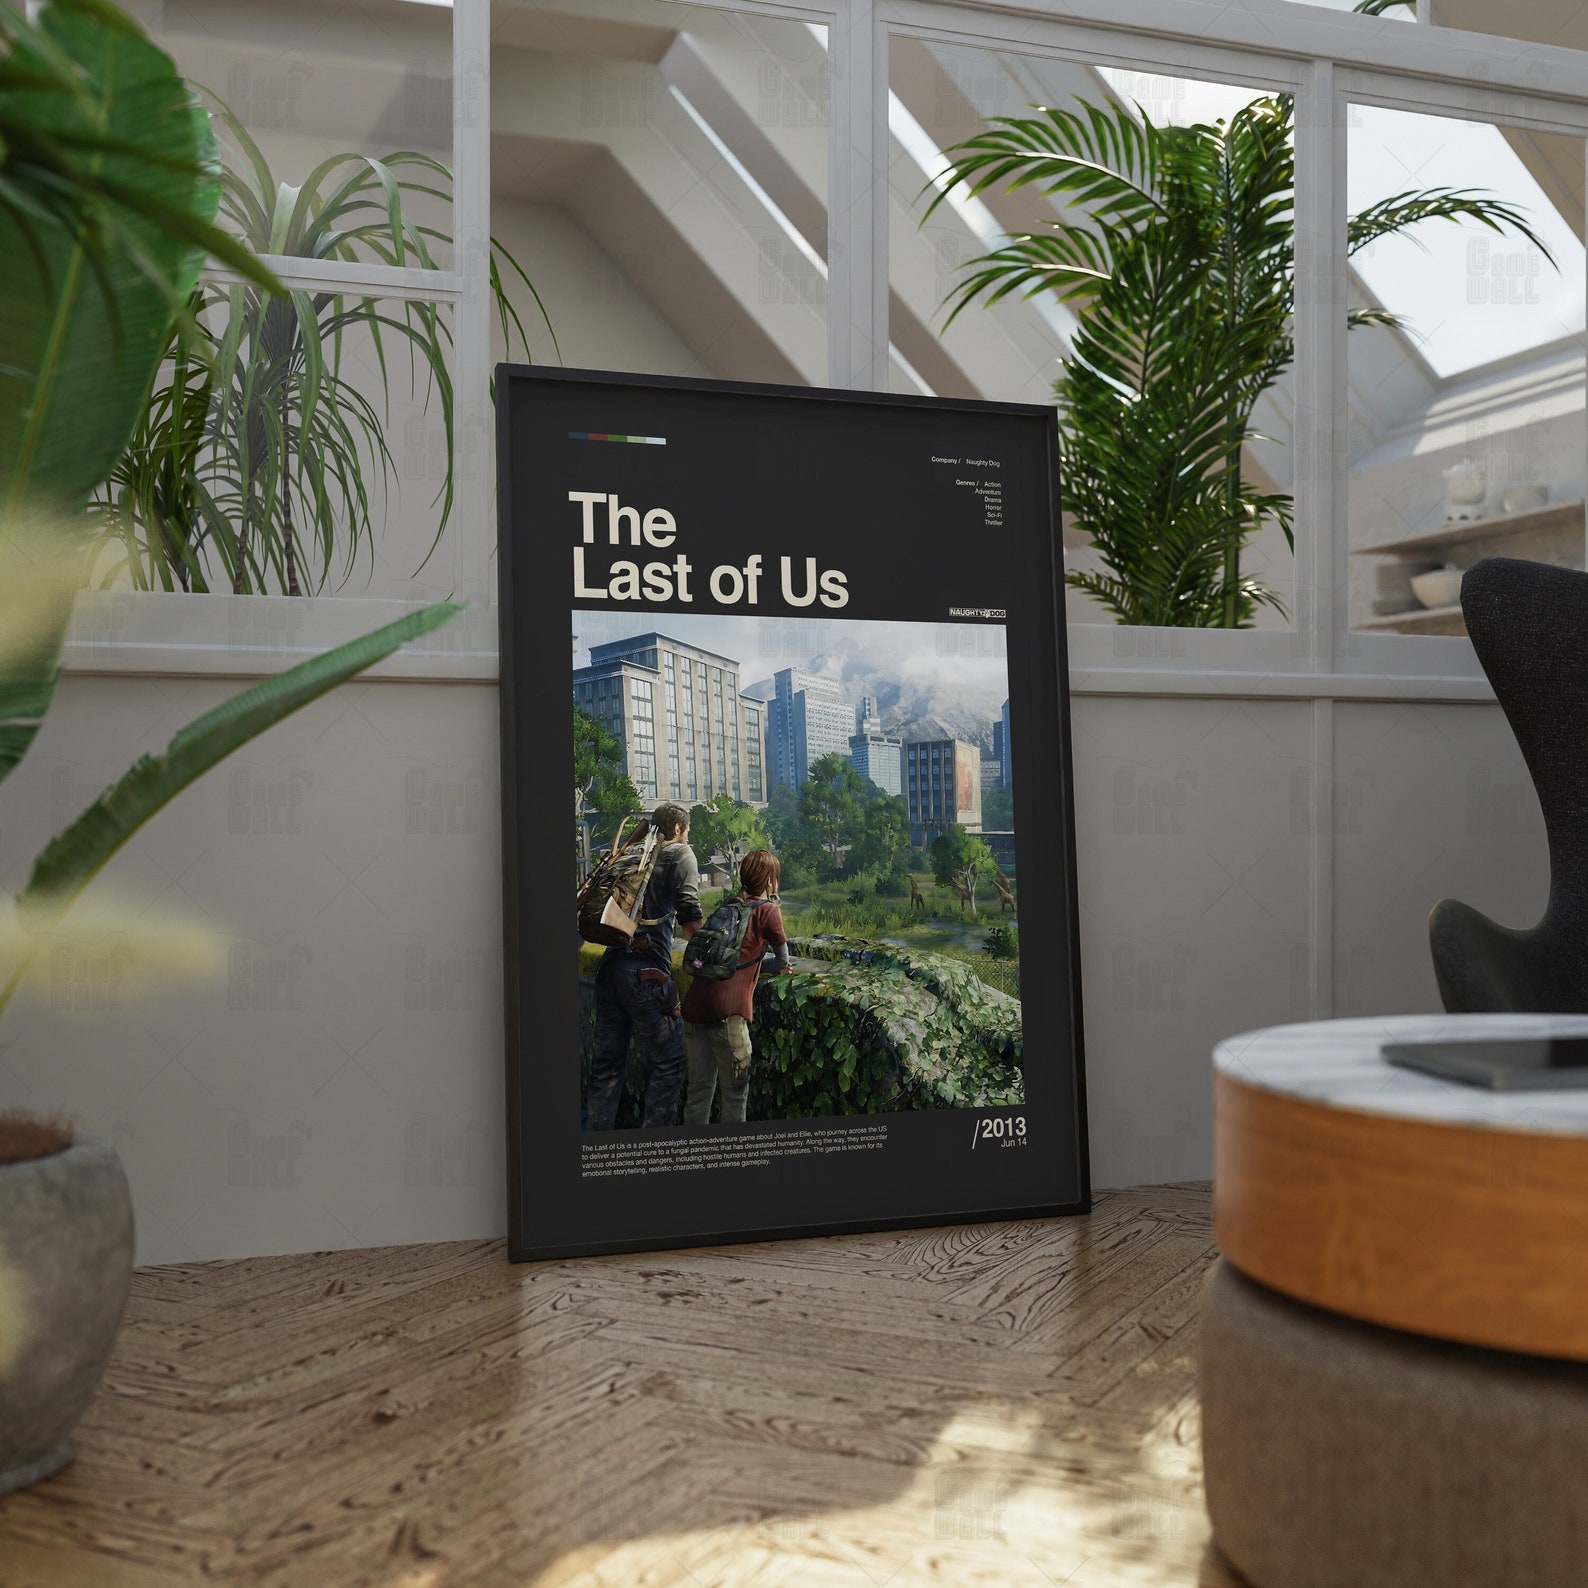 Company / Naughty Dog
Genres / Action
Adventure
Drama
Horror
Sci-Fi
Thriller
The
Last of Us
NAUGHTY DOG
/2013
Jun 14
The Last of Us is a post-apocalyptic action-adventure game about Joel and Ellie, who journey across the US
to deliver a potential cure to a fungal pandemic that has devastated humanity. Along the way, they encounter
various obstacles and dangers, including hostile humans and infected creatures. The game is known for its
emotional storytelling, realistic characters, and intense gameplay.
GAME
WALL